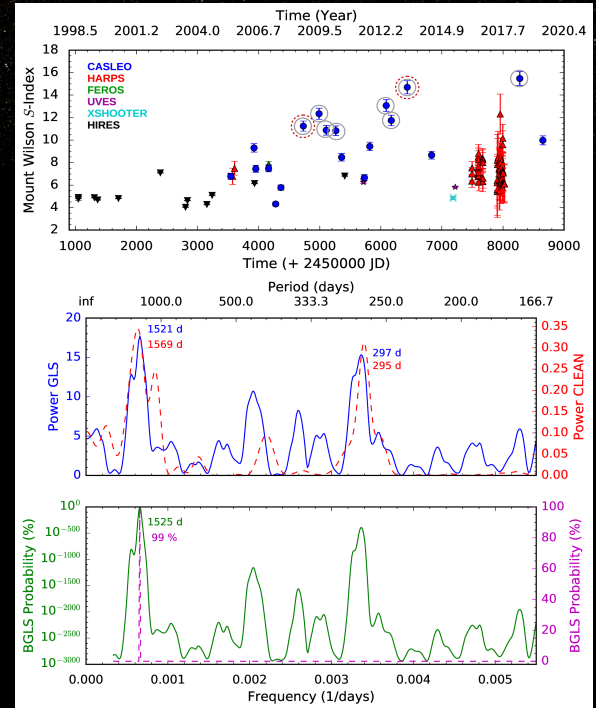 Time (Year)
1998.5 2001.2 2004.0 2006.7 2009.5 2012.2 2014.9 2017.7 2020.4
18
16
14
12
10
8
6
4
2
Mount Wilson S-Index
CASLEO
HARPS
FEROS
UVES
XSHOOTER
HIRES
1000 2000 3000 4000 5000 6000 7000 8000 9000
Time (+ 2450000 JD)
Period (days)
inf 1000.0 500.0 333.3 250.0 200.0 166.7
20
15
10
5
0
Power GLS
1521 d
1569 d
297 d
295 d
0.35
0.30
0.25
0.20
0.15
0.10
0.05
0.00
Power CLEAN
10^0
10^-500
10^-1000
10^-1500
10^-2000
10^-2500
10^-3000
BGLS Probability (%)
1525 d
99 %
100
80
60
40
20
0
BGLS Probability (%)
0.000 0.001 0.002 0.003 0.004 0.005
Frequency (1/days)